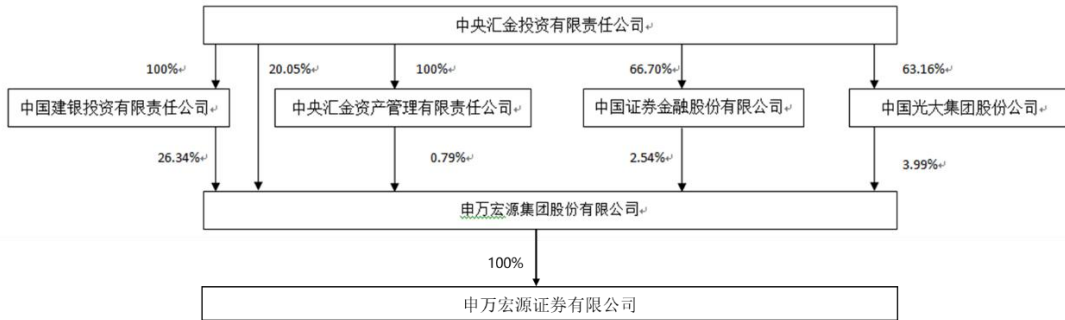 中央汇金投资有限责任公司
100%
20.05%
100%
66.70%
63.16%
中国建银投资有限责任公司
中央汇金资产管理有限责任公司
中国证券金融股份有限公司
中国光大集团股份公司
26.34%
0.79%
2.54%
3.99%
申万宏源集团股份有限公司
100%
申万宏源证券有限公司